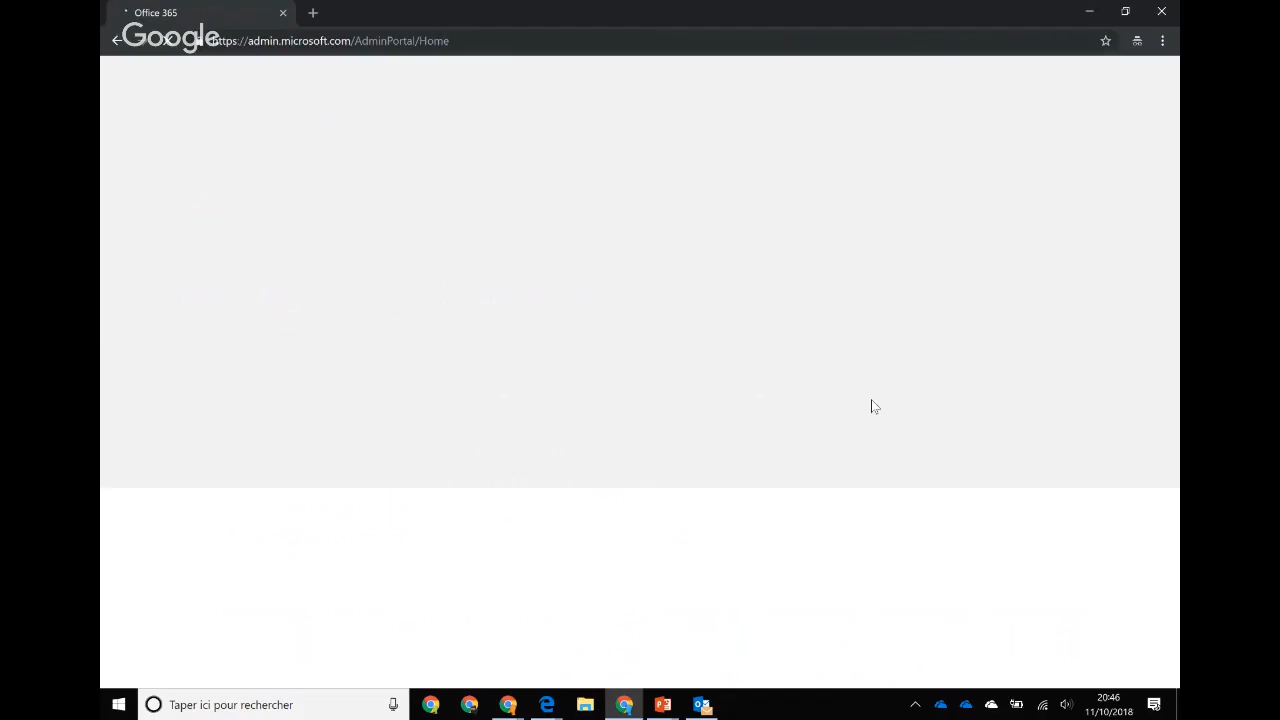 Office 365
Google
https://admin.microsoft.com/AdminPortal/Home
Taper ici pour rechercher
20:46
11/10/2018